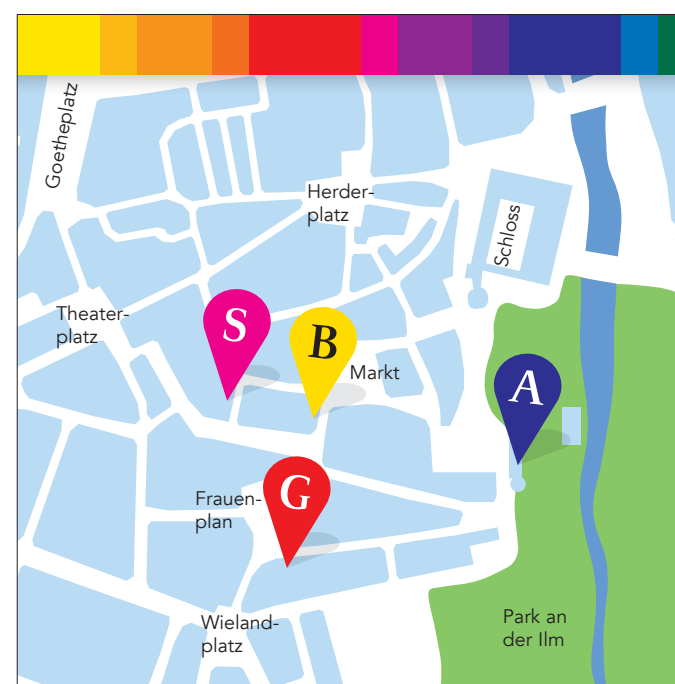 Goetheplatz
Herder-
platz
Schloss
Theater-
platz
S
B
Markt
A
G
Frauen-
plan
Wieland-
platz
Park an
der Ilm